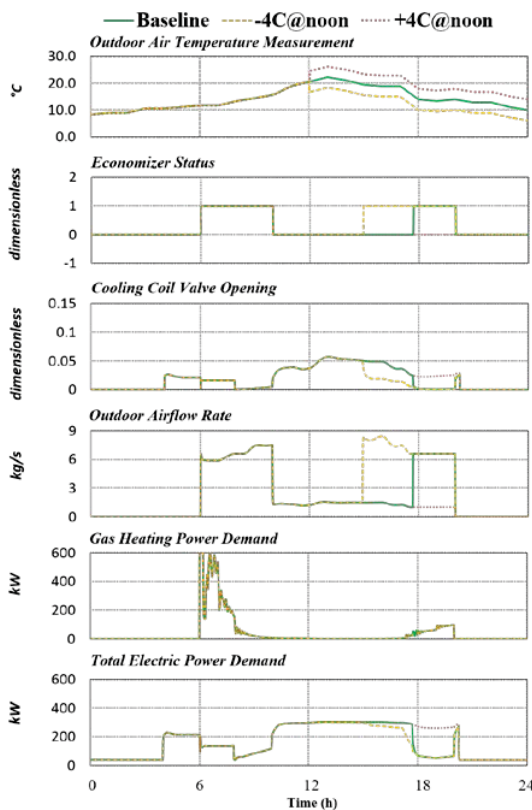 Baseline -4C@noon +4C@noon
Outdoor Air Temperature Measurement
30.0
20.0
10.0
0.0
°C
Economizer Status
2
1
0
-1
dimensionless
Cooling Coil Valve Opening
0.15
0.1
0.05
0
dimensionless
Outdoor Airflow Rate
9
6
3
0
kg/s
Gas Heating Power Demand
600
400
200
0
kW
Total Electric Power Demand
600
400
200
0
kW
0 6 12 18 24
Time (h)